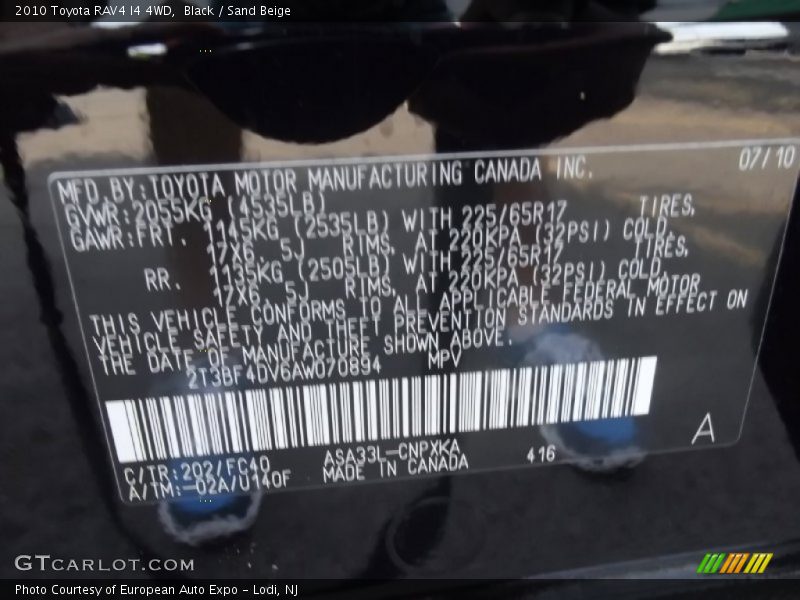 2010 Toyota RAV4 I4 4WD, Black / Sand Beige
07/10
MFD.BY:TOYOTA MOTOR MANUFACTURING CANADA INC.
GVWR:2055KG (4535LB)
GAWR:FRT. 1145KG (2535LB) WITH 225/65R17 TIRES,
17X6.5J RIMS, AT 220KPA (32PSI) COLD.
RR. 1135KG (2505LB) WITH 225/65R17 TIRES,
17X6.5J RIMS, AT 220KPA (32PSI) COLD.
THIS VEHICLE CONFORMS TO ALL APPLICABLE FEDERAL MOTOR
VEHICLE SAFETY AND THEFT PREVENTION STANDARDS IN EFFECT ON
THE DATE OF MANUFACTURE SHOWN ABOVE.
2T3BF4DV6AW070894 MPV
C/TR:202/FC40 ASA33L-CNPXKA 416
A/TM:-02A/U140F MADE IN CANADA
A
GTCARLOT.COM
Photo Courtesy of European Auto Expo - Lodi, NJ